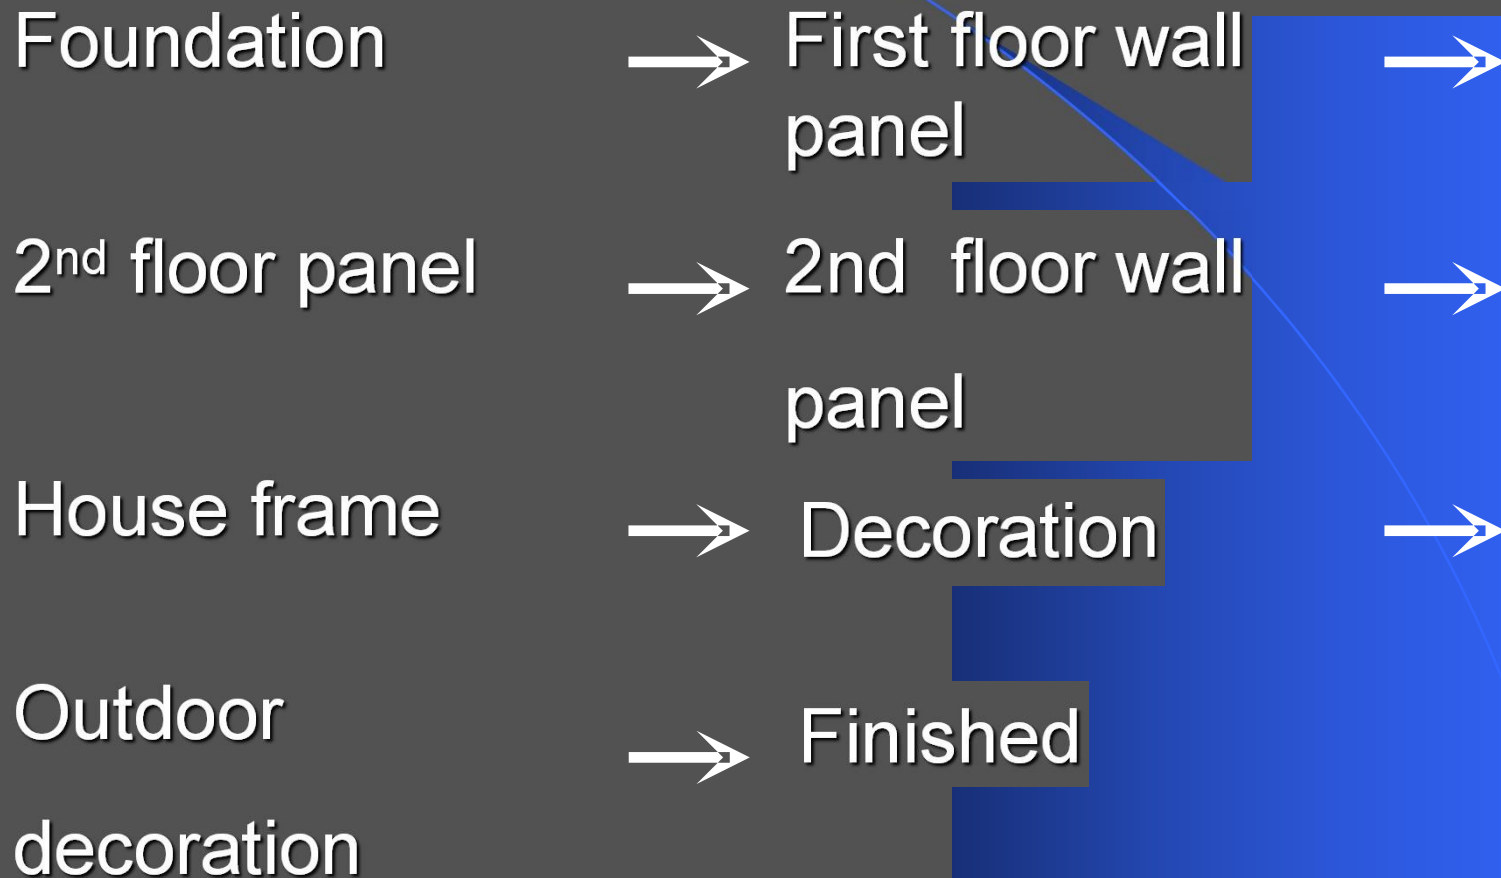 Foundation → First floor wall →
panel
2nd floor panel → 2nd floor wall →
panel
House frame → Decoration →
Outdoor → Finished
decoration